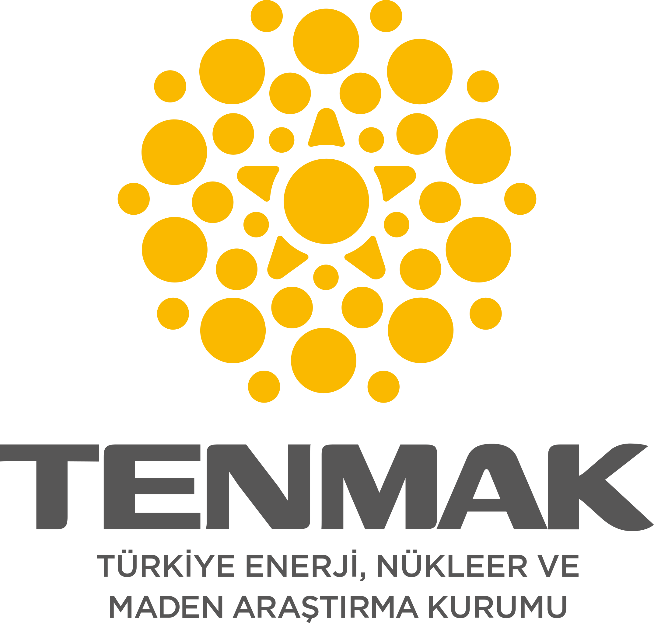 TENMAK
TÜRKİYE ENERJİ, NÜKLEER VE
MADEN ARAŞTIRMA KURUMU